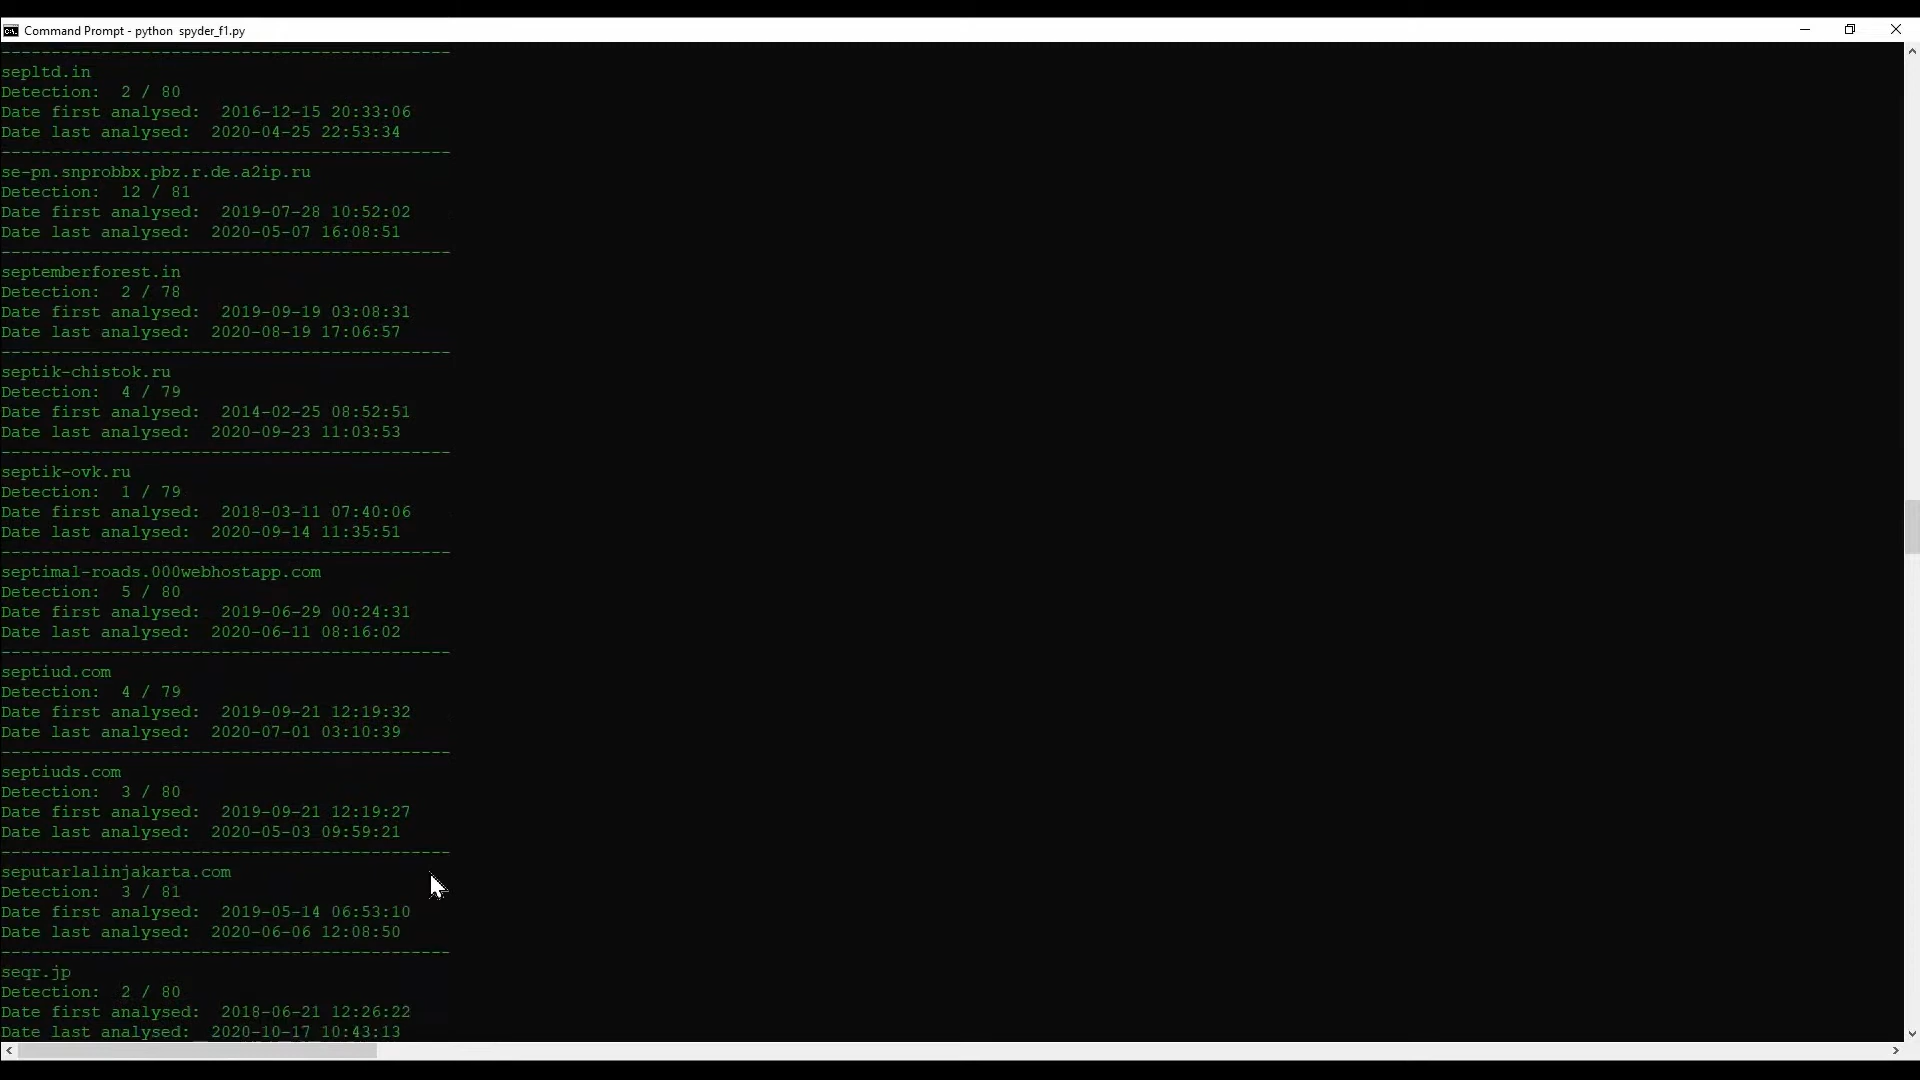 Command Prompt - python  spyder_f1.py
---------------------------------------------
sepltd.in
Detection:  2 / 80
Date first analysed:  2016-12-15 20:33:06
Date last analysed:  2020-04-25 22:53:34
---------------------------------------------
se-pn.snprobbx.pbz.r.de.a2ip.ru
Detection:  12 / 81
Date first analysed:  2019-07-28 10:52:02
Date last analysed:  2020-05-07 16:08:51
---------------------------------------------
septemberforest.in
Detection:  2 / 78
Date first analysed:  2019-09-19 03:08:31
Date last analysed:  2020-08-19 17:06:57
---------------------------------------------
septik-chistok.ru
Detection:  4 / 79
Date first analysed:  2014-02-25 08:52:51
Date last analysed:  2020-09-23 11:03:53
---------------------------------------------
septik-ovk.ru
Detection:  1 / 79
Date first analysed:  2018-03-11 07:40:06
Date last analysed:  2020-09-14 11:35:51
---------------------------------------------
septimal-roads.000webhostapp.com
Detection:  5 / 80
Date first analysed:  2019-06-29 00:24:31
Date last analysed:  2020-06-11 08:16:02
---------------------------------------------
septiud.com
Detection:  4 / 79
Date first analysed:  2019-09-21 12:19:32
Date last analysed:  2020-07-01 03:10:39
---------------------------------------------
septiuds.com
Detection:  3 / 80
Date first analysed:  2019-09-21 12:19:27
Date last analysed:  2020-05-03 09:59:21
---------------------------------------------
seputarlalinjakarta.com
Detection:  3 / 81
Date first analysed:  2019-05-14 06:53:10
Date last analysed:  2020-06-06 12:08:50
---------------------------------------------
seqr.jp
Detection:  2 / 80
Date first analysed:  2018-06-21 12:26:22
Date last analysed:  2020-10-17 10:43:13